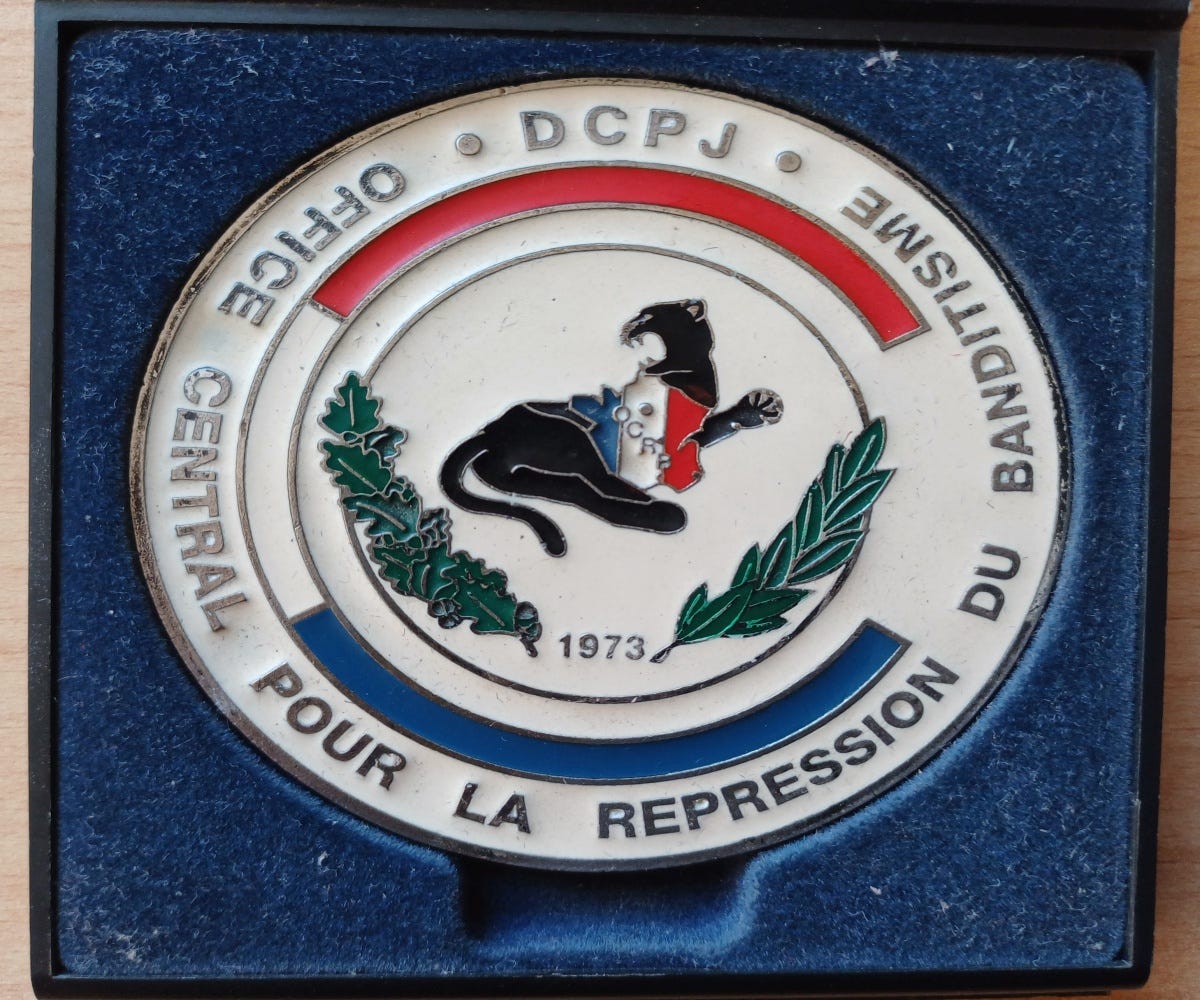 • DCPJ •
OFFICE CENTRAL POUR LA REPRESSION DU BANDITISME
OCRB
1973